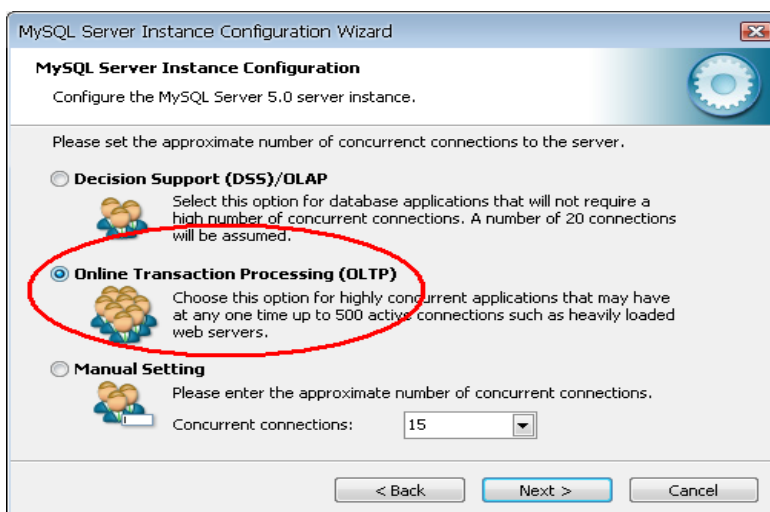 MySQL Server Instance Configuration Wizard
MySQL Server Instance Configuration
Configure the MySQL Server 5.0 server instance.
Please set the approximate number of concurrenct connections to the server.
Decision Support (DSS)/OLAP
Select this option for database applications that will not require a
high number of concurrent connections. A number of 20 connections
will be assumed.
Online Transaction Processing (OLTP)
Choose this option for highly concurrent applications that may have
at any one time up to 500 active connections such as heavily loaded
web servers.
Manual Setting
Please enter the approximate number of concurrent connections.
Concurrent connections: 15
< Back Next > Cancel